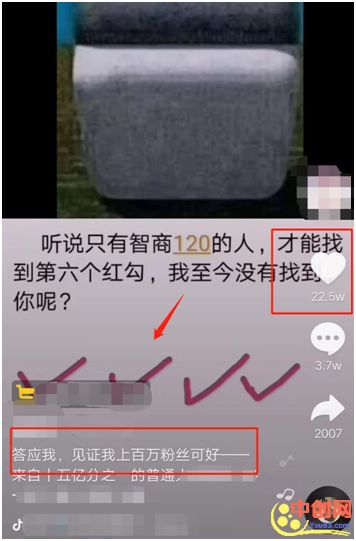 听说只有智商120的人，才能找
到第六个红勾，我至今没有找到
你呢？
22.5w
3.7w
2007
答应我，见证我上百万粉丝可好——
来自十五亿分之一的普通人
中创网
You85.com